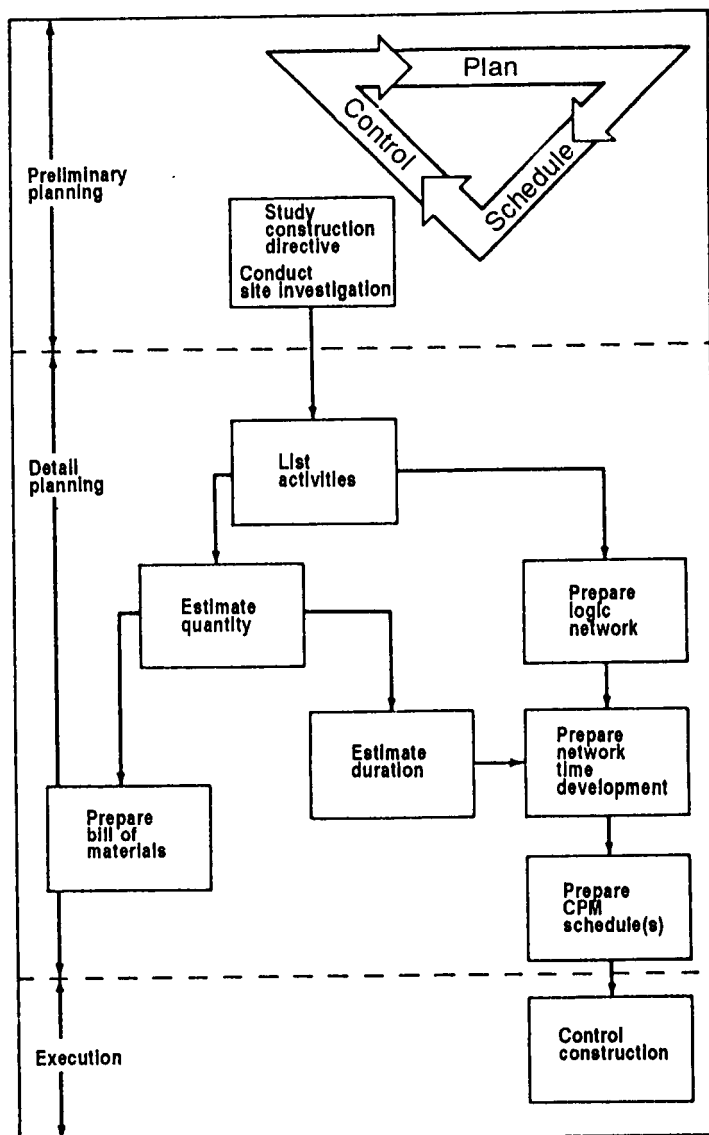 Plan
Control
Schedule
Preliminary
planning
Study
construction
directive
Conduct
site investigation
List
activities
Detail
planning
Estimate
quantity
Prepare
logic
network
Estimate
duration
Prepare
network
time
development
Prepare
bill of
materials
Prepare
CPM
schedule(s)
Execution
Control
construction